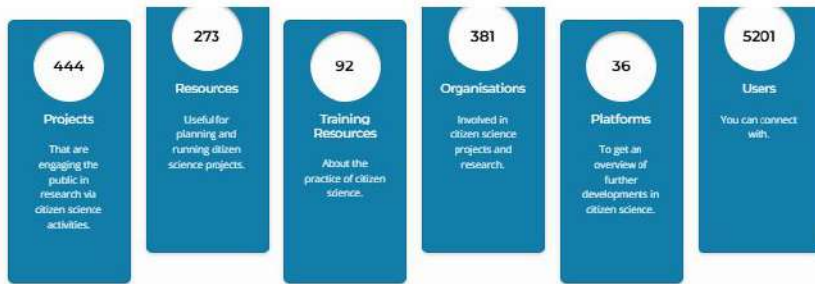 444
Projects
That are
engaging the
public in
research via
citizen science
activities.
273
Resources
Useful for
planning and
running citizen
science projects.
92
Training
Resources
About the
practice of citizen
science.
381
Organisations
Involved in
citizen science
projects and
research.
36
Platforms
To get an
overview of
further
developments in
citizen science.
5201
Users
You can connect
with.